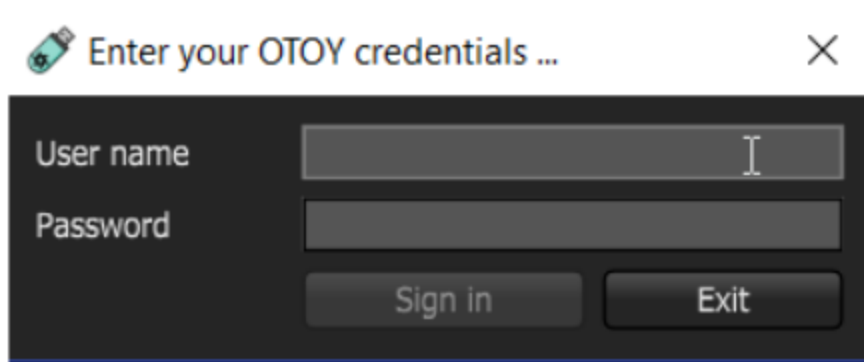 Enter your OTOY credentials ...
User name
Password
Sign in
Exit